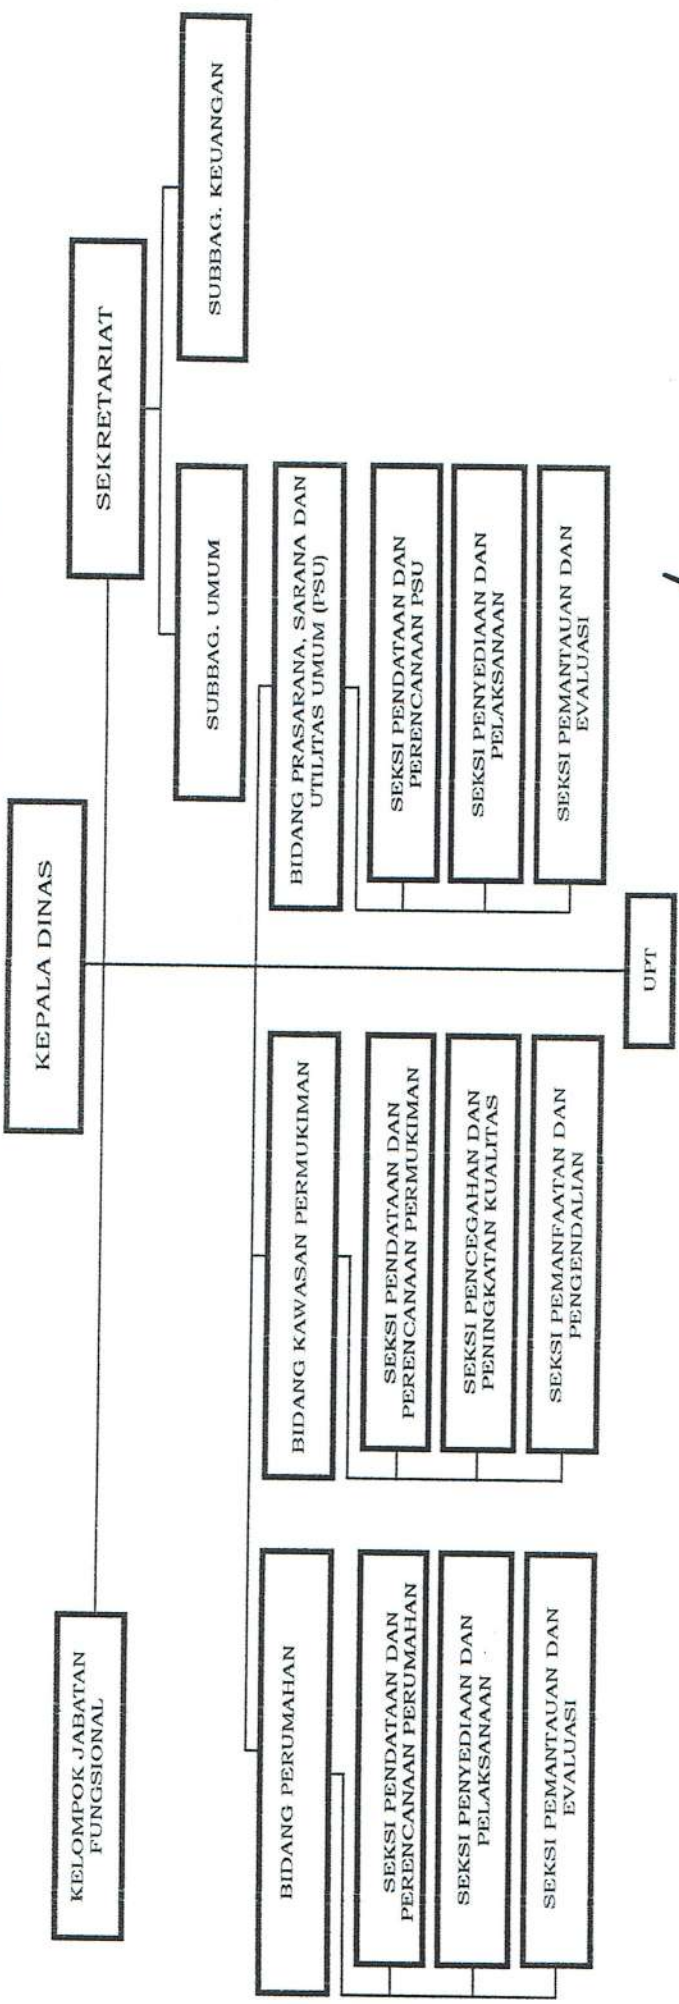 KEPALA DINAS
KELOMPOK JABATAN
FUNGSIONAL
SEKRETARIAT
SUBBAG. UMUM
SUBBAG. KEUANGAN
BIDANG PERUMAHAN
SEKSI PENDATAAN DAN
PERENCANAAN PERUMAHAN
SEKSI PENYEDIAAN DAN
PELAKSANAAN
SEKSI PEMANTAUAN DAN
EVALUASI
BIDANG KAWASAN PERMUKIMAN
SEKSI PENDATAAN DAN
PERENCANAAN PERMUKIMAN
SEKSI PENCEGAHAN DAN
PENINGKATAN KUALITAS
SEKSI PEMANFAATAN DAN
PENGENDALIAN
BIDANG PRASARANA, SARANA DAN
UTILITAS UMUM (PSU)
SEKSI PENDATAAN DAN
PERENCANAAN PSU
SEKSI PENYEDIAAN DAN
PELAKSANAAN
SEKSI PEMANTAUAN DAN
EVALUASI
UPT